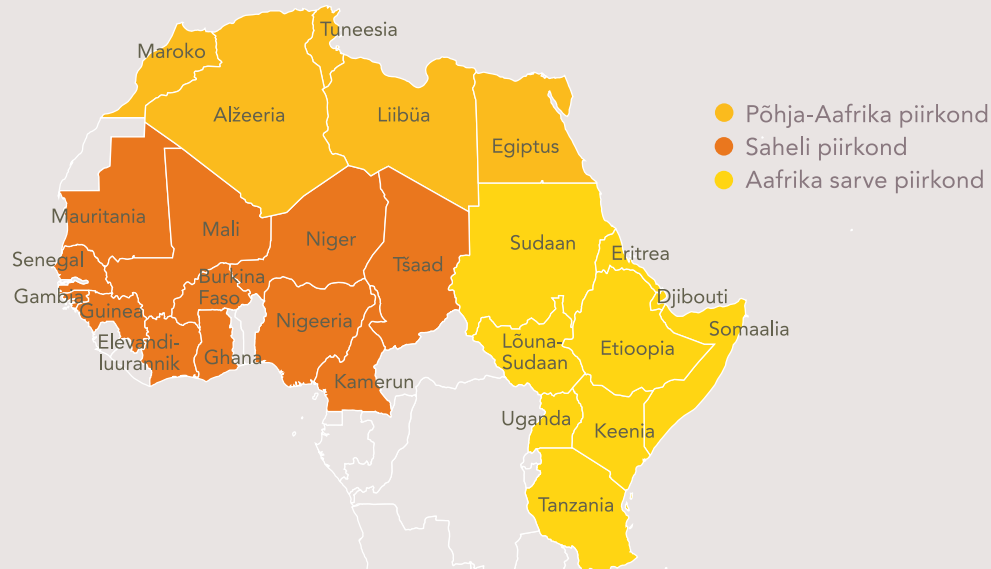 Tuneesia
Maroko
Alžeeria
Liibüa
Egiptus
Põhja-Aafrika piirkond
Saheli piirkond
Aafrika sarve piirkond
Mauritania
Mali
Niger
Tšaad
Sudaan
Eritrea
Senegal
Gambia
Guinea
Burkina
Faso
Nigeeria
Djibouti
Somaalia
Elevandi-
luurannik
Ghana
Kamerun
Lõuna-
Sudaan
Etioopia
Uganda
Keenia
Tanzania